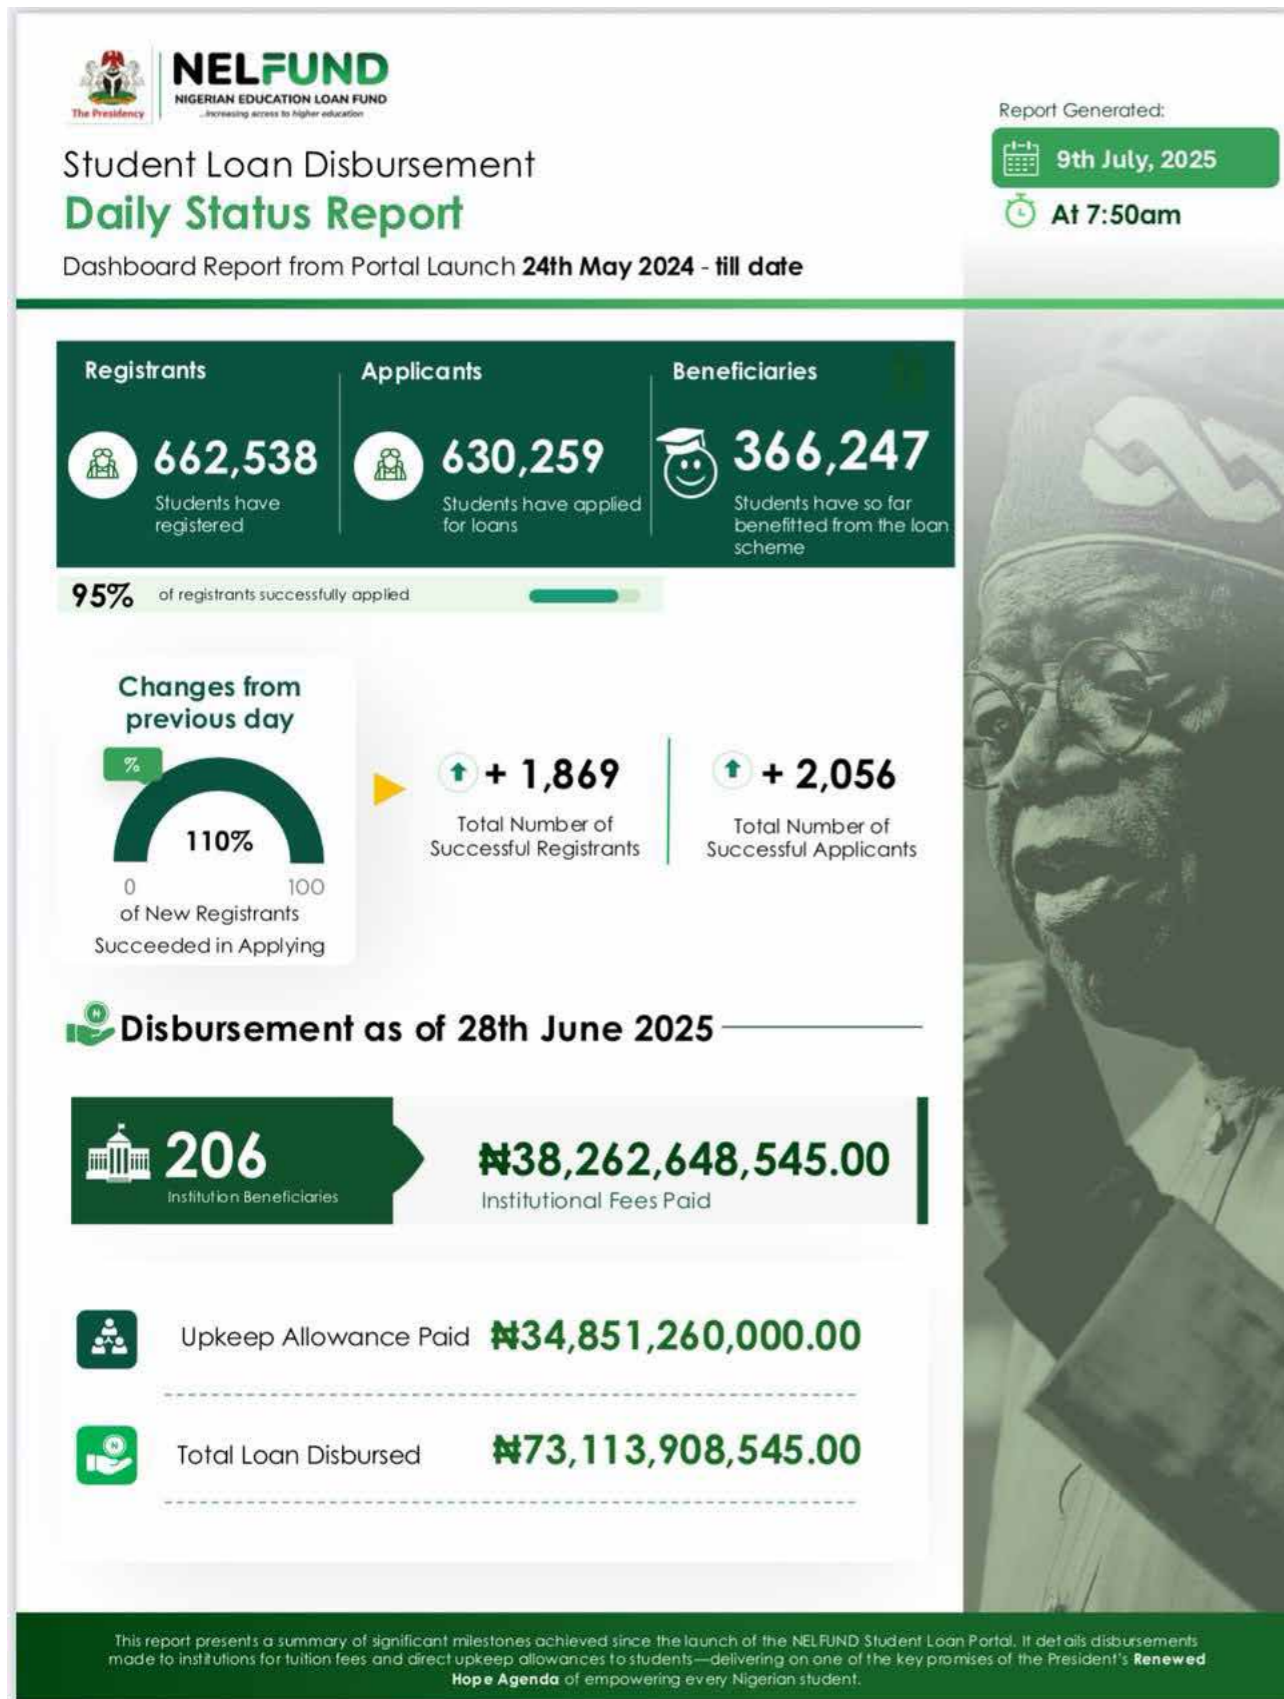 The Presidency
NELFUND
NIGERIAN EDUCATION LOAN FUND
...increasing access to higher education
Report Generated:
9th July, 2025
At 7:50am
Student Loan Disbursement
Daily Status Report
Dashboard Report from Portal Launch 24th May 2024 - till date
Registrants
662,538
Students have
registered
Applicants
630,259
Students have applied
for loans
Beneficiaries
366,247
Students have so far
benefitted from the loan
scheme
95% of registrants successfully applied
Changes from
previous day
%
110%
0 100
of New Registrants
Succeeded in Applying
+ 1,869
Total Number of
Successful Registrants
+ 2,056
Total Number of
Successful Applicants
Disbursement as of 28th June 2025
206
Institution Beneficiaries
₦38,262,648,545.00
Institutional Fees Paid
Upkeep Allowance Paid ₦34,851,260,000.00
Total Loan Disbursed ₦73,113,908,545.00
This report presents a summary of significant milestones achieved since the launch of the NELFUND Student Loan Portal. It details disbursements
made to institutions for tuition fees and direct upkeep allowances to students—delivering on one of the key promises of the President's Renewed
Hope Agenda of empowering every Nigerian student.